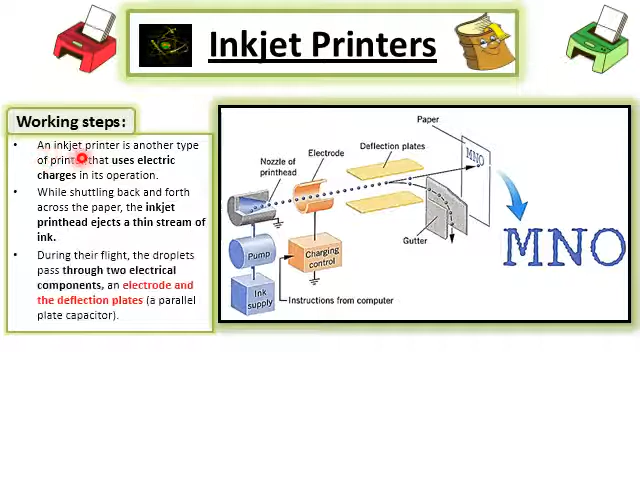 Inkjet Printers
Working steps:
• An inkjet printer is another type
of printer that uses electric
charges in its operation.
• While shuttling back and forth
across the paper, the inkjet
printhead ejects a thin stream of
ink.
• During their flight, the droplets
pass through two electrical
components, an electrode and
the deflection plates (a parallel
plate capacitor).
Paper
Deflection plates
Electrode
Nozzle of
printhead
MNO
Gutter
MNO
Pump
Charging
control
Ink
supply
Instructions from computer